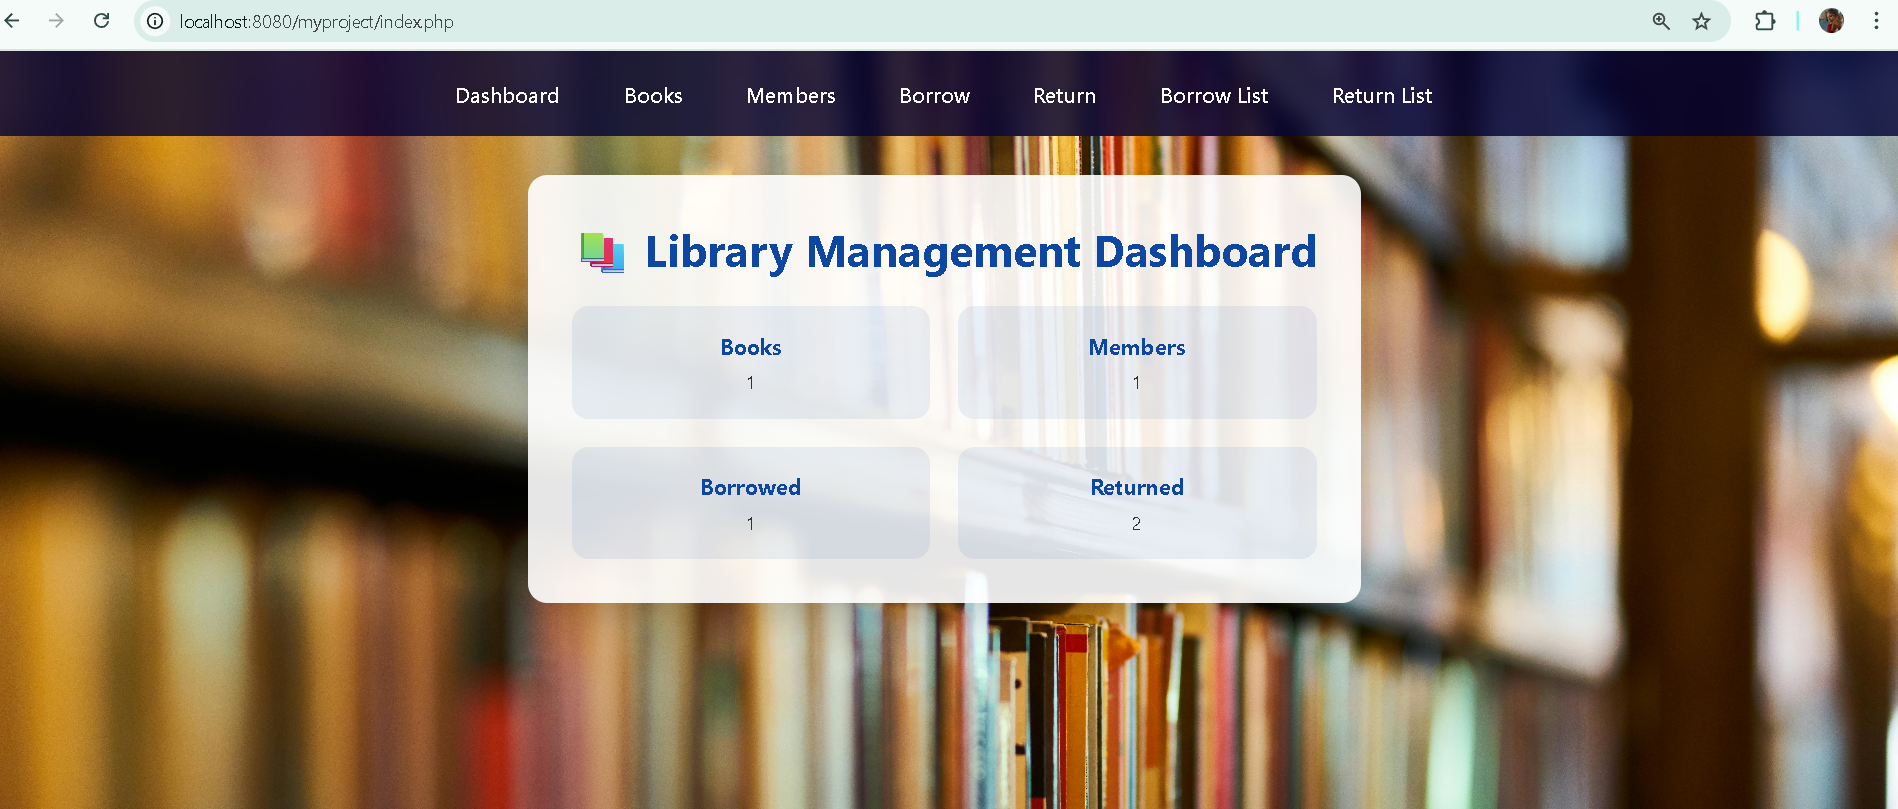 localhost:8080/myproject/index.php
Dashboard Books Members Borrow Return Borrow List Return List
Library Management Dashboard
Books Members
1 1
Borrowed Returned
1 2